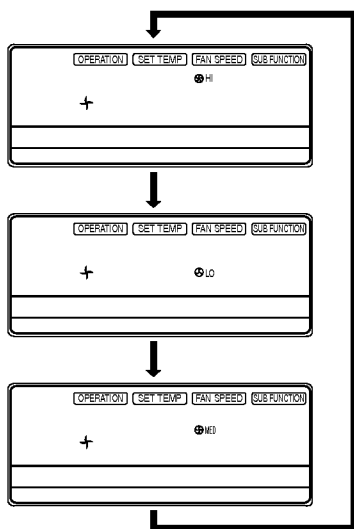 OPERATION SET TEMP FAN SPEED SUB FUNCTION
HI
OPERATION SET TEMP FAN SPEED SUB FUNCTION
LO
OPERATION SET TEMP FAN SPEED SUB FUNCTION
MED